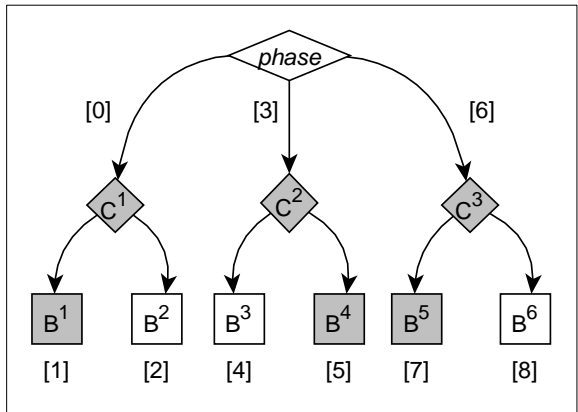 phase
[0] [3] [6]
C¹ C² C³
B¹ B² B³ B⁴ B⁵ B⁶
[1] [2] [4] [5] [7] [8]